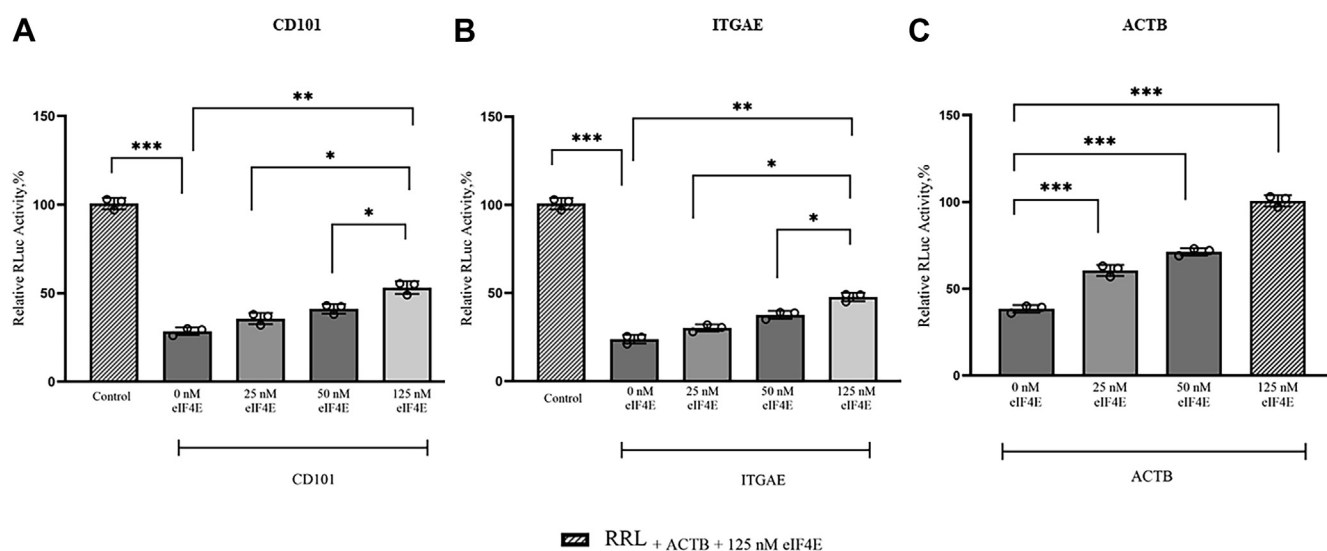 A
CD101
Relative RLuc Activity,%
150
100
50
0
***
**
*
*
Control
0 nM
eIF4E
25 nM
eIF4E
50 nM
eIF4E
125 nM
eIF4E
CD101
B
ITGAE
Relative RLuc Activity,%
150
100
50
0
***
**
*
*
Control
0 nM
eIF4E
25 nM
eIF4E
50 nM
eIF4E
125 nM
eIF4E
ITGAE
C
ACTB
Relative RLuc Activity,%
150
100
50
0
***
***
***
0 nM
eIF4E
25 nM
eIF4E
50 nM
eIF4E
125 nM
eIF4E
ACTB
RRL + ACTB + 125 nM eIF4E